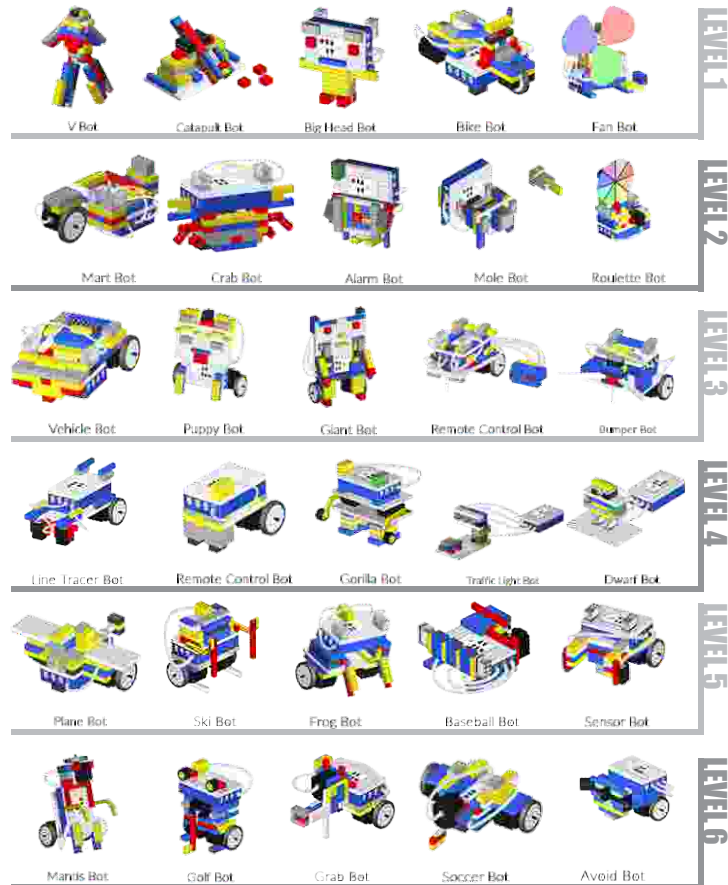 V Bot
Catapult Bot
Big Head Bot
Bike Bot
Fan Bot
LEVEL 1
Mart Bot
Crab Bot
Alarm Bot
Mole Bot
Roulette Bot
LEVEL 2
Vehicle Bot
Puppy Bot
Giant Bot
Remote Control Bot
Bumper Bot
LEVEL 3
Line Tracer Bot
Remote Control Bot
Gorilla Bot
Traffic Light Bot
Dwarf Bot
LEVEL 4
Plane Bot
Ski Bot
Frog Bot
Baseball Bot
Sensor Bot
LEVEL 5
Mantis Bot
Golf Bot
Grab Bot
Soccer Bot
Avoid Bot
LEVEL 6